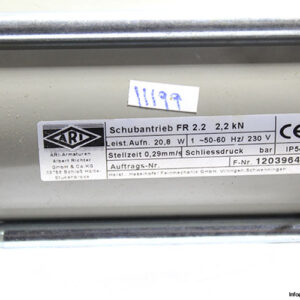 11199
ARI
ARI-Armaturen
Albert Richter
GmbH & Co KG
33758 Schloß Holte
Stukenbrock
Schubantrieb FR 2.2 2,2 kN
Leist.Aufn. 20,8 W 1 ~50-60 Hz/ 230 V
Stellzeit 0,29mm/s Schliessdruck bar
Auftrags-Nr.
F-Nr. 1203964
CE
IP54